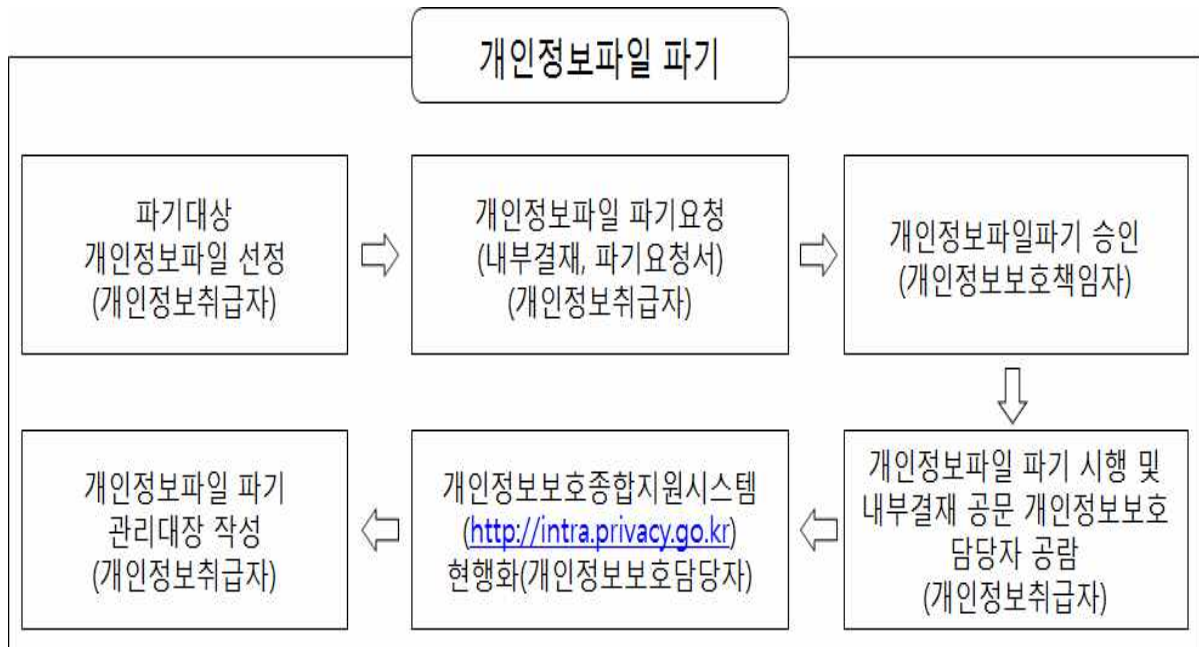 개인정보파일 파기
파기대상
개인정보파일 선정
(개인정보취급자)
개인정보파일 파기요청
(내부결재, 파기요청서)
(개인정보취급자)
개인정보파일파기 승인
(개인정보보호책임자)
개인정보파일 파기 시행 및
내부결재 공문 개인정보보호
담당자 공람
(개인정보취급자)
개인정보보호종합지원시스템
(http://intra.privacy.go.kr)
현행화(개인정보보호담당자)
개인정보파일 파기
관리대장 작성
(개인정보취급자)